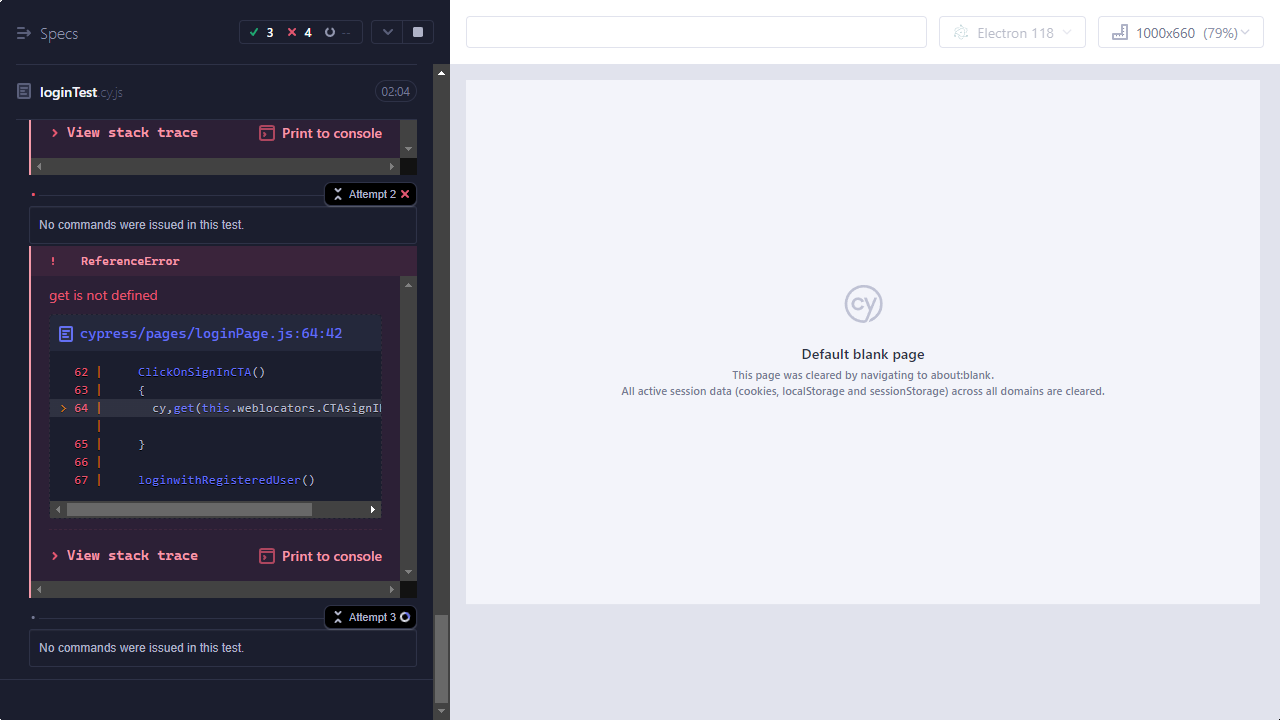 Specs
3
4
--
loginTest.cy.js
02:04
View stack trace
Print to console
Attempt 2
No commands were issued in this test.
! ReferenceError
get is not defined
cypress/pages/loginPage.js:64:42
62 | ClickOnSignInCTA()
63 | {
> 64 | cy,get(this.weblocators.CTAsignI
|
65 | }
66 |
67 | loginwithRegisteredUser()
View stack trace
Print to console
Attempt 3
No commands were issued in this test.
Electron 118
1000x660 (79%)
cy
Default blank page
This page was cleared by navigating to about:blank.
All active session data (cookies, localStorage and sessionStorage) across all domains are cleared.